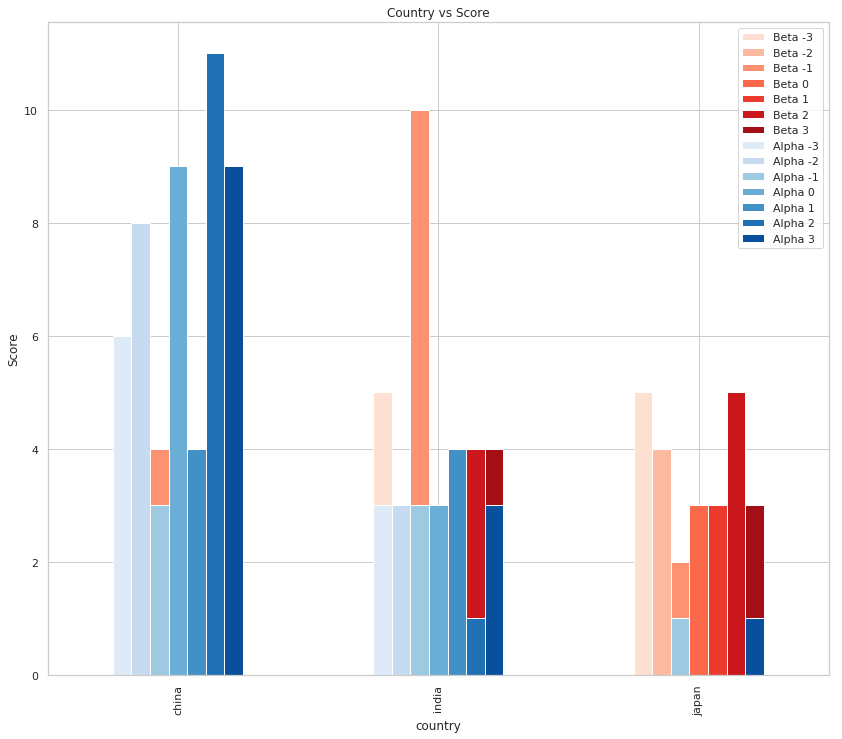 Country vs Score
Beta -3
Beta -2
Beta -1
Beta 0
Beta 1
Beta 2
Beta 3
Alpha -3
Alpha -2
Alpha -1
Alpha 0
Alpha 1
Alpha 2
Alpha 3
Score
10
8
6
4
2
0
china
india
japan
country